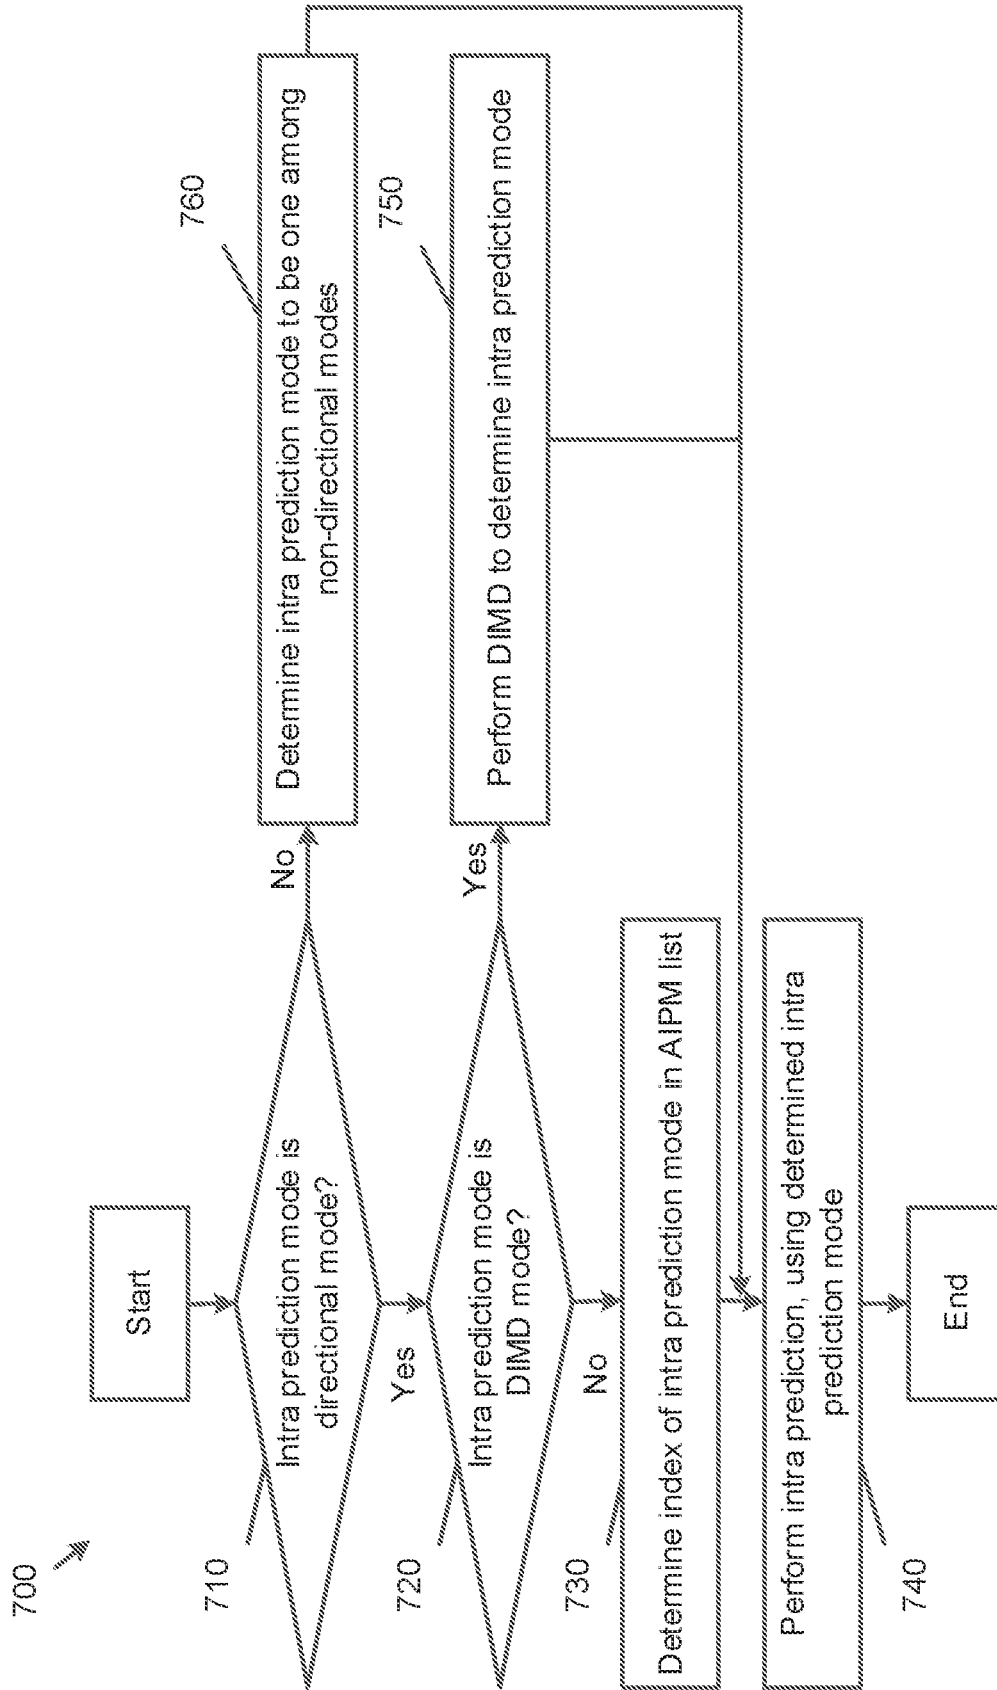 700
Start
710
Intra prediction mode is
directional mode?
No
760
Determine intra prediction mode to be one among
non-directional modes
Yes
720
Intra prediction mode is
DIMD mode?
Yes
750
Perform DIMD to determine intra prediction mode
No
730
Determine index of intra prediction mode in AIPM list
Perform intra prediction, using determined intra
prediction mode
740
End